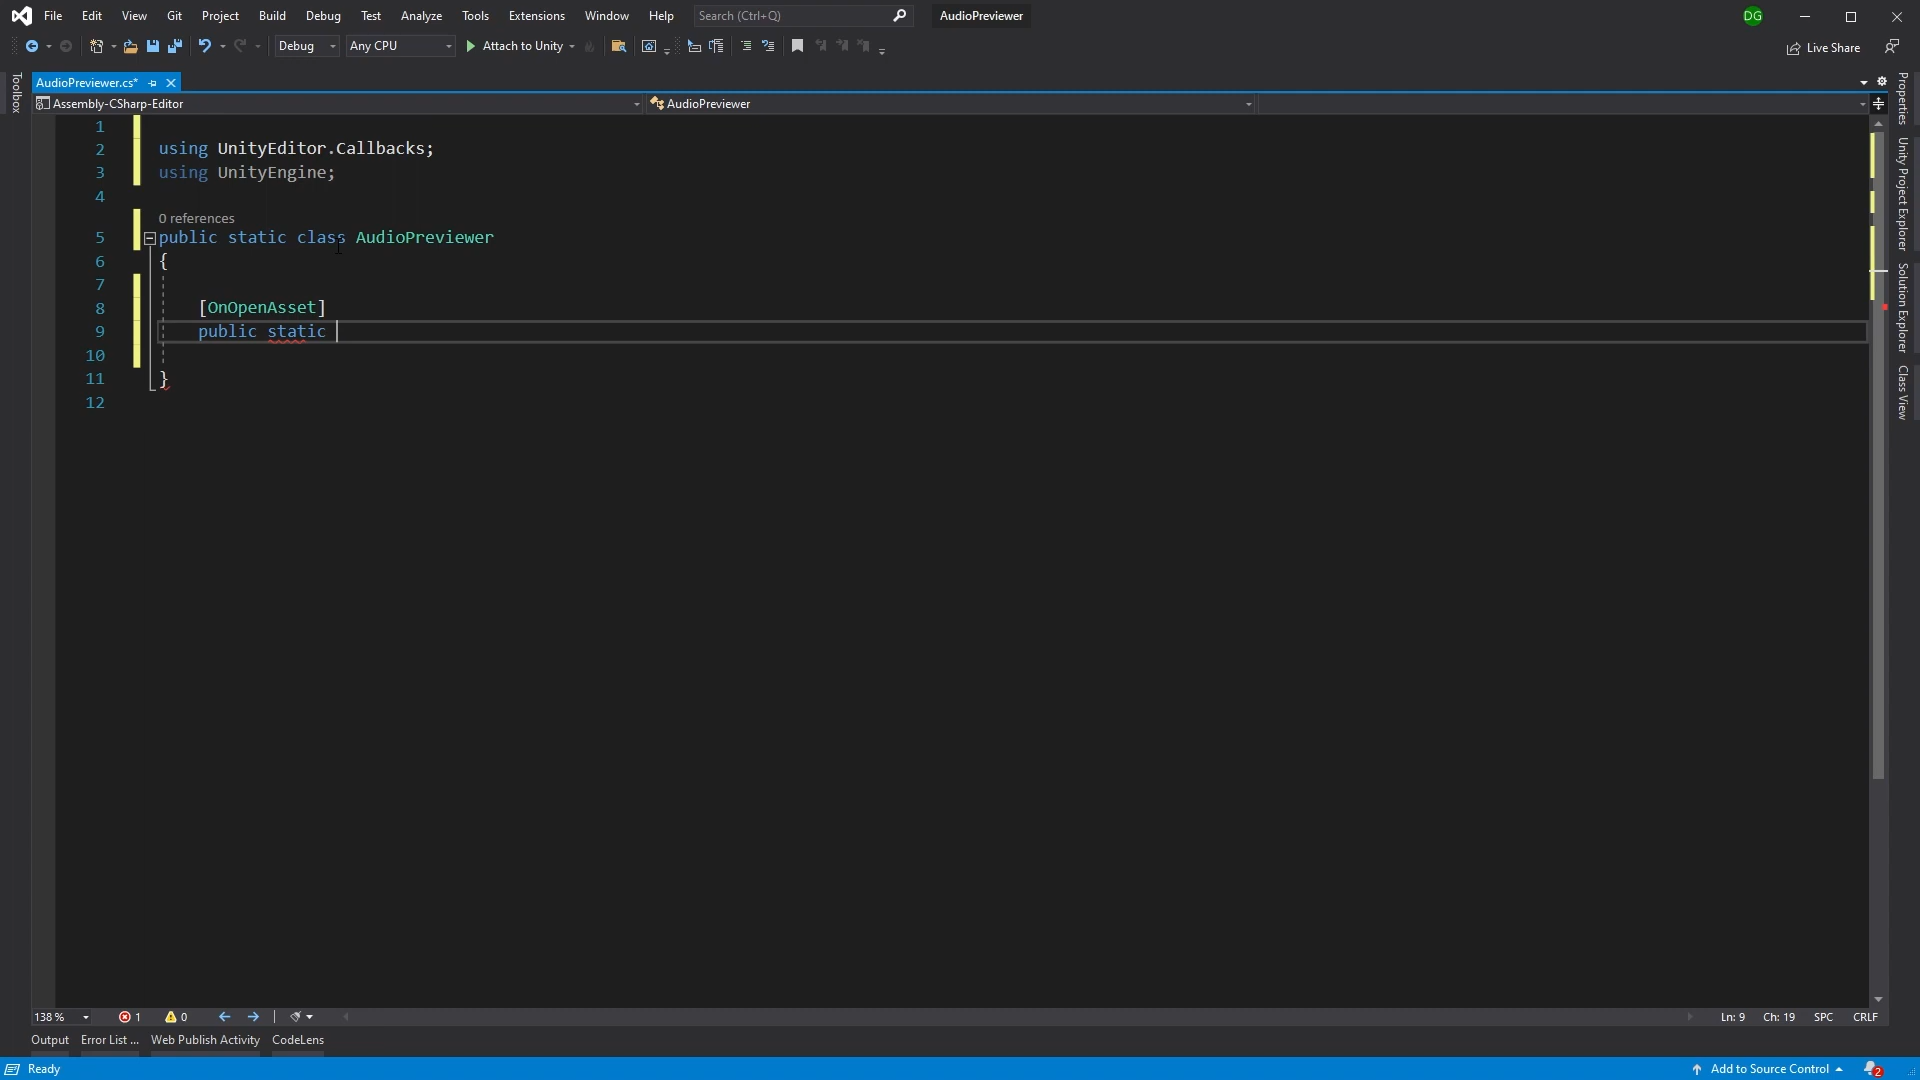 File Edit View Git Project Build Debug Test Analyze Tools Extensions Window Help Search (Ctrl+Q) AudioPreviewer DG
Debug Any CPU Attach to Unity Live Share
Toolbox
AudioPreviewer.cs*
Assembly-CSharp-Editor AudioPreviewer
1
2 using UnityEditor.Callbacks;
3 using UnityEngine;
4
0 references
5 public static class AudioPreviewer
6 {
7
8 [OnOpenAsset]
9 public static
10
11 }
12
Properties
Unity Project Explorer
Solution Explorer
Class View
138 % 1 0 Ln: 9 Ch: 19 SPC CRLF
Output Error List ... Web Publish Activity CodeLens
Ready Add to Source Control 2